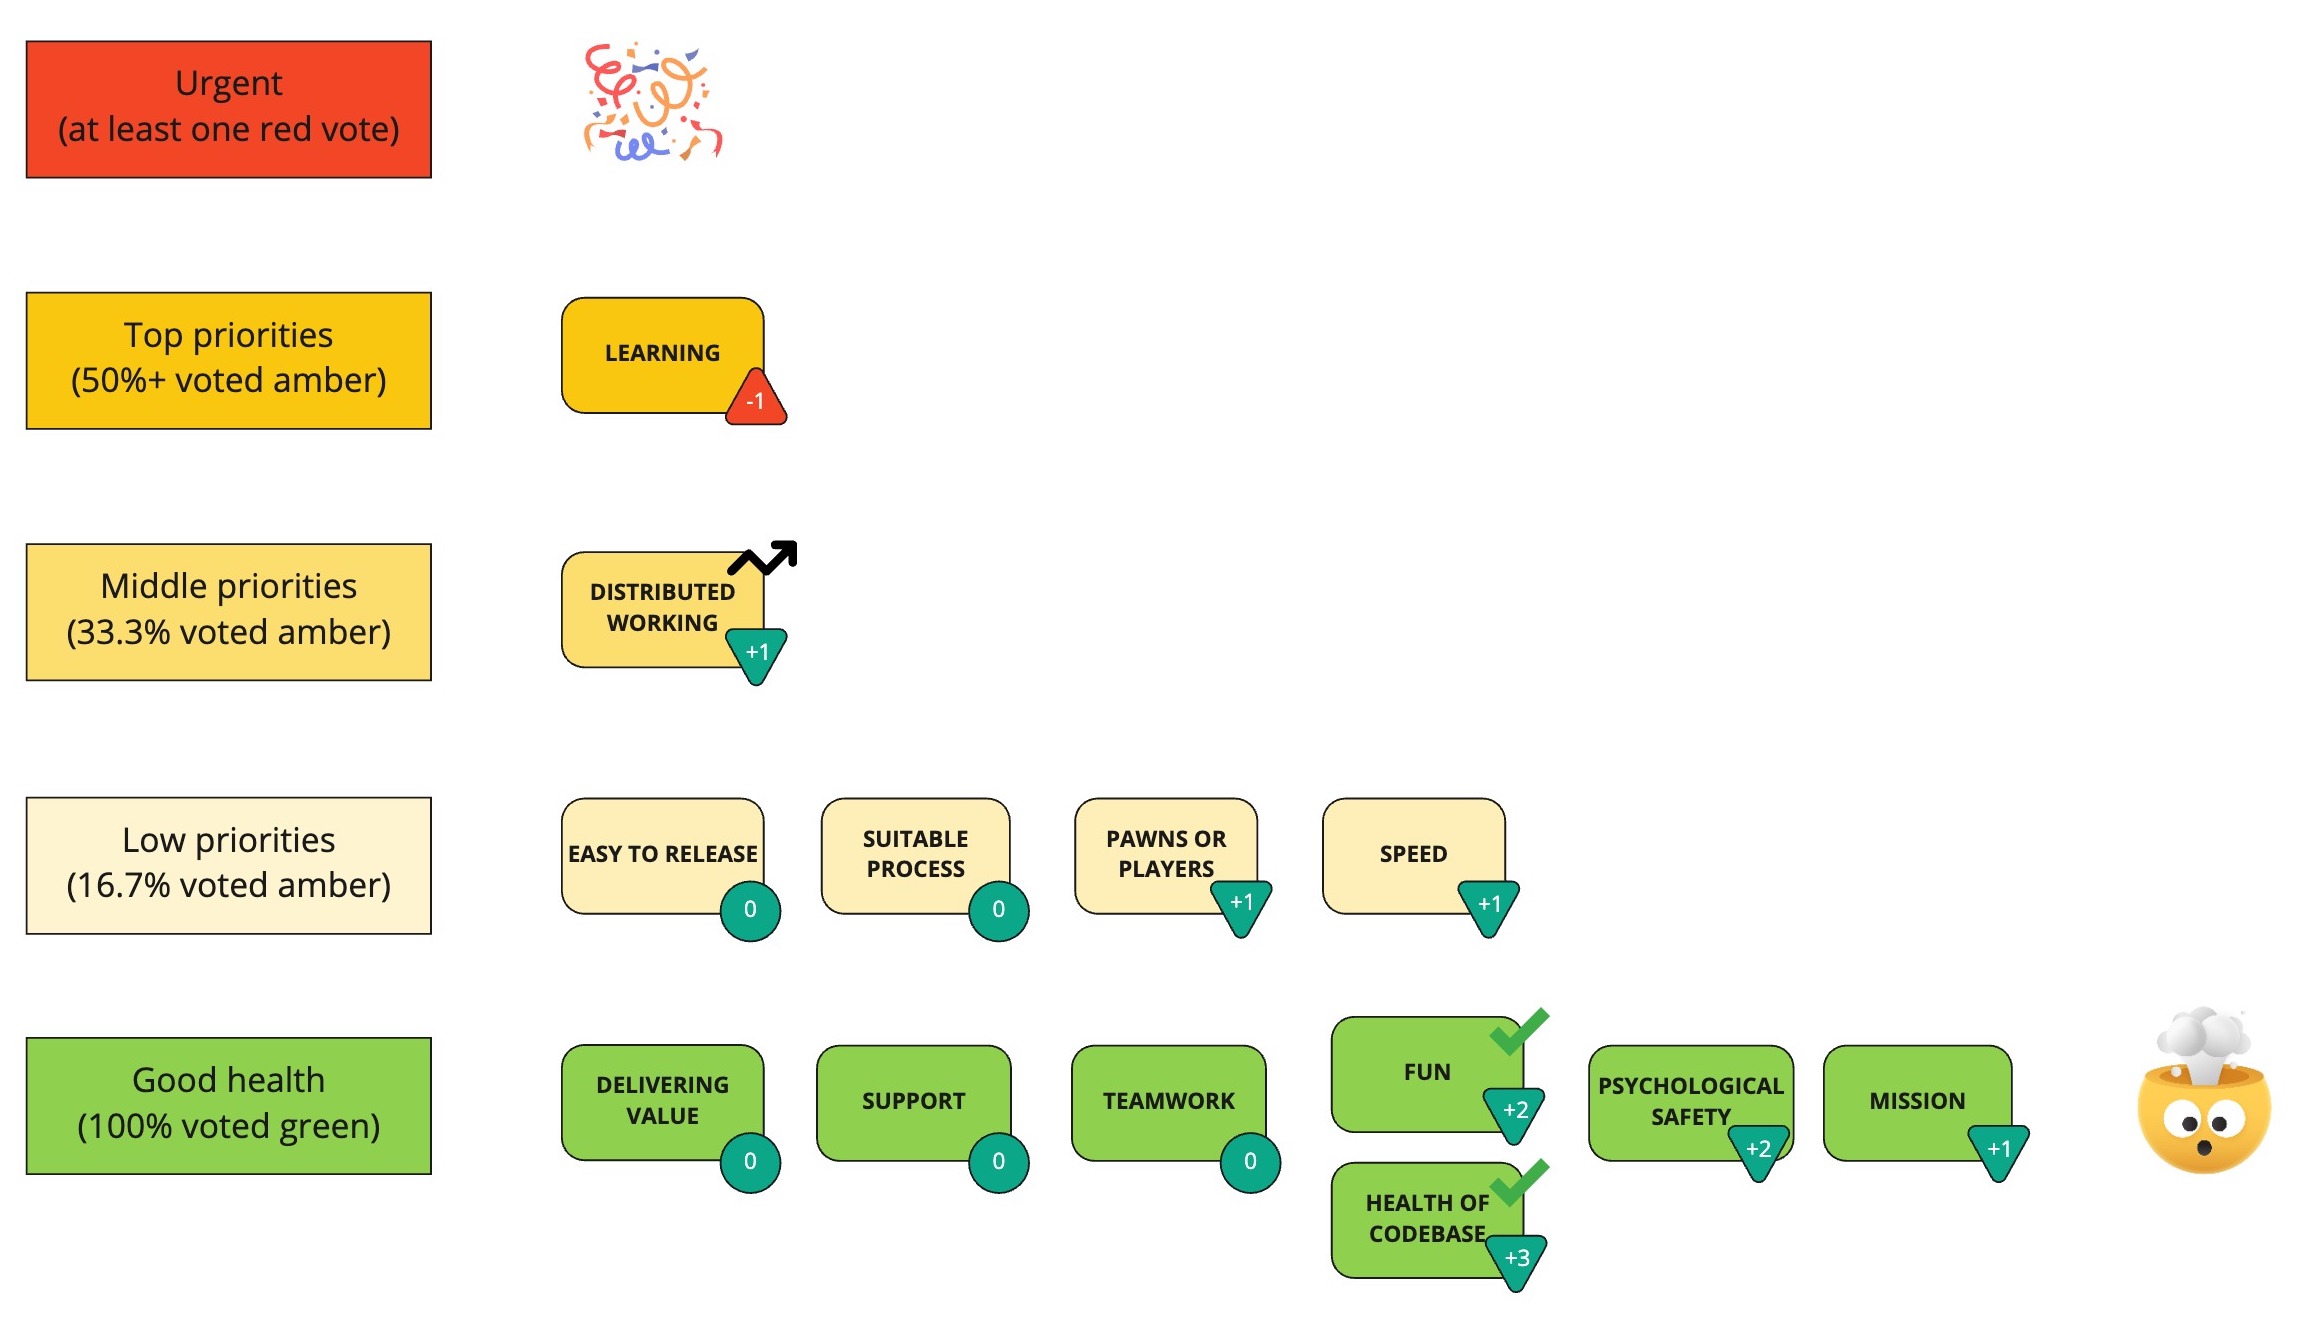 Urgent
(at least one red vote)
Top priorities
(50%+ voted amber)
LEARNING
-1
Middle priorities
(33.3% voted amber)
DISTRIBUTED
WORKING
+1
Low priorities
(16.7% voted amber)
EASY TO RELEASE
0
SUITABLE
PROCESS
0
PAWNS OR
PLAYERS
+1
SPEED
+1
Good health
(100% voted green)
DELIVERING
VALUE
0
SUPPORT
0
TEAMWORK
0
FUN
+2
HEALTH OF
CODEBASE
+3
PSYCHOLOGICAL
SAFETY
+2
MISSION
+1